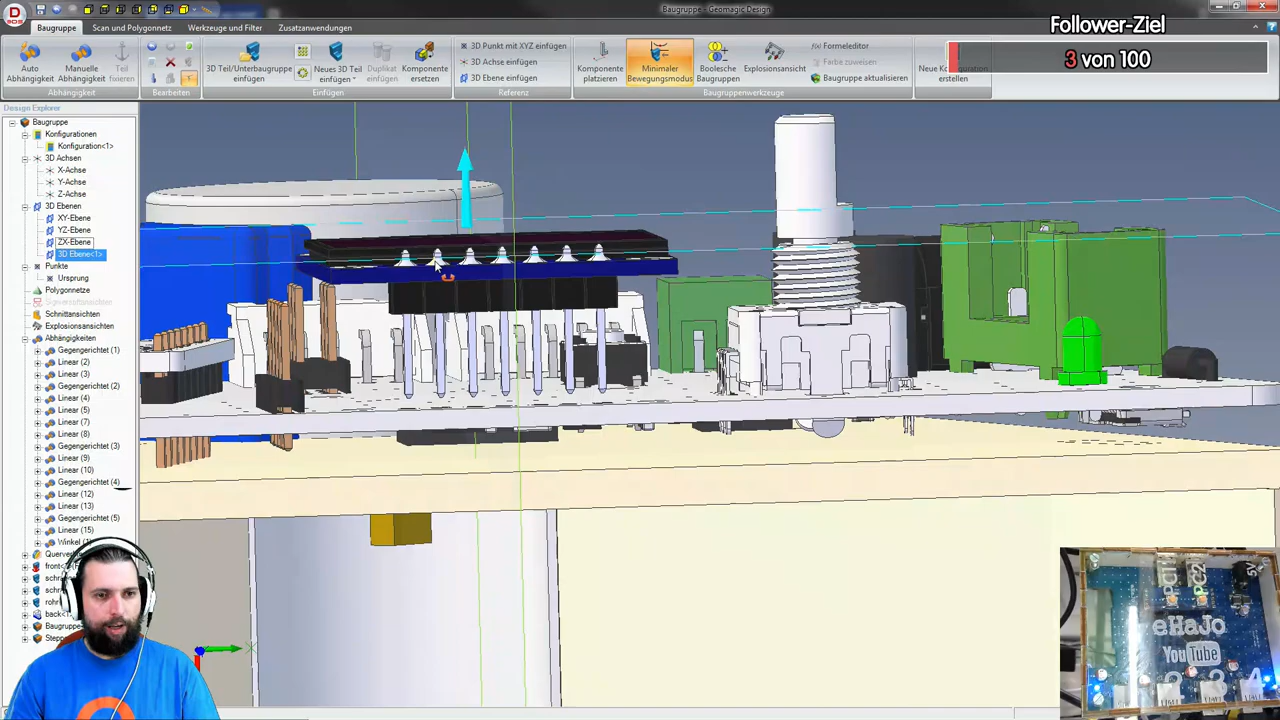 Baugruppe - Geomagic Design
Baugruppe
Scan und Polygonnetz
Werkzeuge und Filter
Zusatzanwendungen
Follower-Ziel
3 von 100
Auto Abhängigkeit
Manuelle Abhängigkeit
Teil fixieren
Abhängigkeit
Bearbeiten
3D Teil/Unterbaugruppe einfügen
Neues 3D Teil einfügen
Duplikat einfügen
Komponente ersetzen
Einfügen
3D Punkt mit XYZ einfügen
3D Achse einfügen
3D Ebene einfügen
Referenz
Komponente platzieren
Minimaler Bewegungsmodus
Boolesche Baugruppen
Explosionsansicht
Formeleditor
Farbe zuweisen
Baugruppe aktualisieren
Baugruppenwerkzeuge
Neue Konfiguration erstellen
Design Explorer
Baugruppe
Konfigurationen
Konfiguration<1>
3D Achsen
X-Achse
Y-Achse
Z-Achse
3D Ebenen
XY-Ebene
YZ-Ebene
ZX-Ebene
3D Ebene<1>
Punkte
Ursprung
Polygonnetze
Schnittansichten
Explosionsansichten
Abhängigkeiten
Gegengerichtet (1)
Linear (2)
Linear (3)
Gegengerichtet (2)
Linear (4)
Linear (5)
Linear (7)
Linear (8)
Gegengerichtet (3)
Linear (9)
Linear (10)
Gegengerichtet (4)
Linear (12)
Linear (13)
Gegengerichtet (5)
Linear (15)
Winkel (1)
eHaJo
YouTube
5V